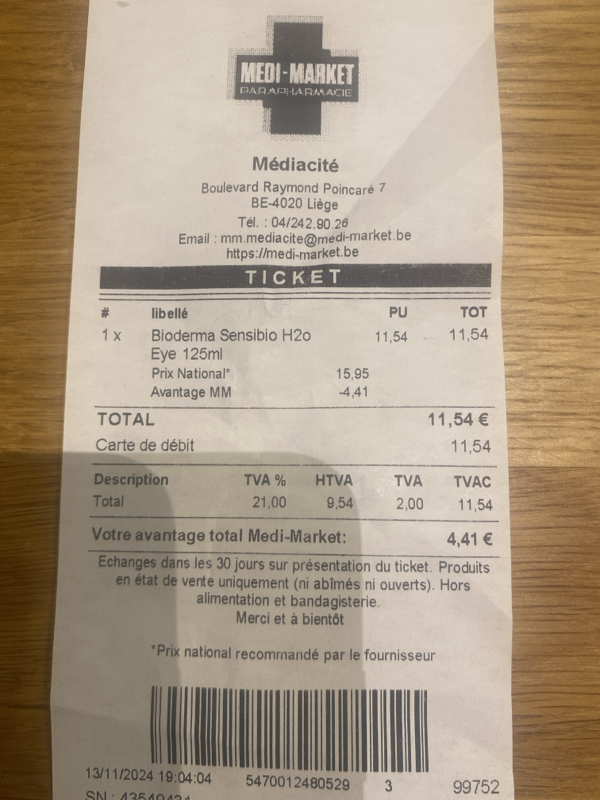 MEDI-MARKET
PARAPHARMACIE
Médiacité
Boulevard Raymond Poincaré 7
BE-4020 Liège
Tél. : 04/242.90.26
Email : mm.mediacite@medi-market.be
https://medi-market.be
TICKET
# libellé PU TOT
1 x Bioderma Sensibio H2o 11,54 11,54
Eye 125ml
Prix National* 15,95
Avantage MM -4,41
TOTAL 11,54 €
Carte de débit 11,54
Description TVA % HTVA TVA TVAC
Total 21,00 9,54 2,00 11,54
Votre avantage total Medi-Market: 4,41 €
Echanges dans les 30 jours sur présentation du ticket. Produits
en état de vente uniquement (ni abîmés ni ouverts). Hors
alimentation et bandagisterie.
Merci et à bientôt
*Prix national recommandé par le fournisseur
13/11/2024 19:04:04 5470012480529 3 99752
SN :